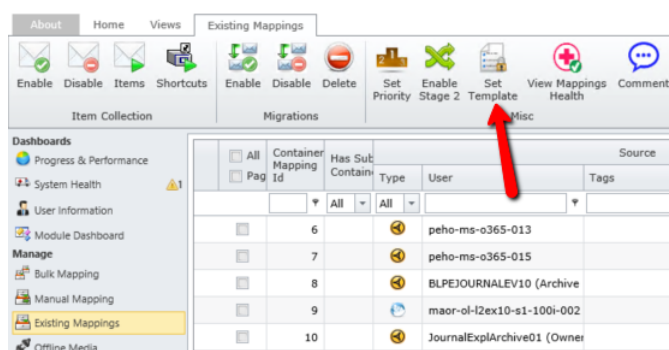 About Home Views Existing Mappings
Enable Disable Items Shortcuts Enable Disable Delete Set Priority Enable Stage 2 Set Template View Mappings Health Comment
Item Collection Migrations Misc
Dashboards
Progress & Performance
System Health 1
User Information
Module Dashboard
Manage
Bulk Mapping
Manual Mapping
Existing Mappings
Offline Media
All Container Mapping Id Has Sub Contain Source
Pag Type User Tags
All All
6 peho-ms-o365-013
7 peho-ms-o365-015
8 BLPEJOURNALEV10 (Archive
9 maor-ol-l2ex10-s1-100i-002
10 JournalExplArchive01 (Owner